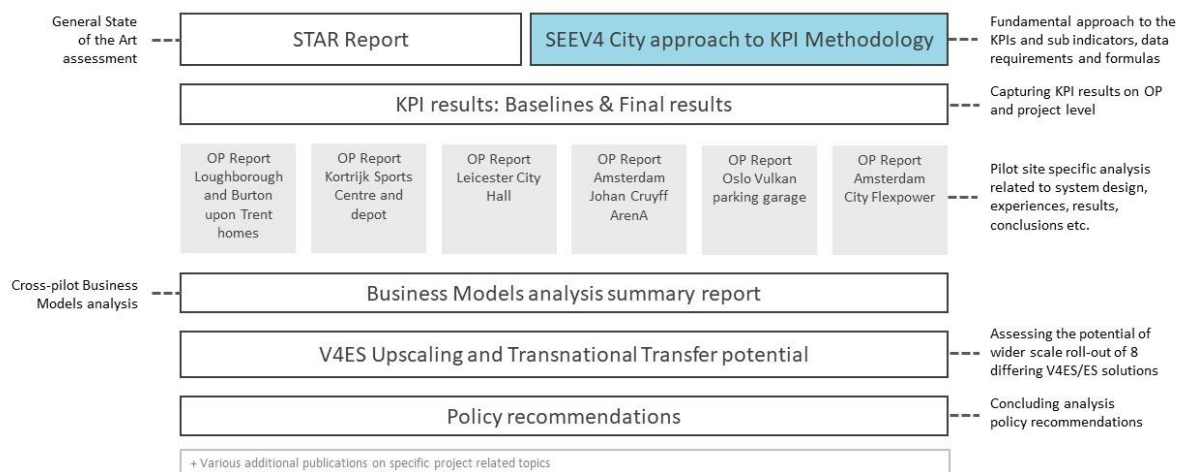 General State
of the Art
assessment
STAR Report
SEEV4 City approach to KPI Methodology
Fundamental approach to the
KPIs and sub indicators, data
requirements and formulas
KPI results: Baselines & Final results
Capturing KPI results on OP
and project level
OP Report
Loughborough
and Burton
upon Trent
homes
OP Report
Kortrijk Sports
Centre and
depot
OP Report
Leicester City
Hall
OP Report
Amsterdam
Johan Cruyff
ArenA
OP Report
Oslo Vulkan
parking garage
OP Report
Amsterdam
City Flexpower
Pilot site specific analysis
related to system design,
experiences, results,
conclusions etc.
Cross-pilot Business
Models analysis
Business Models analysis summary report
V4ES Upscaling and Transnational Transfer potential
Assessing the potential of
wider scale roll-out of 8
differing V4ES/ES solutions
Policy recommendations
Concluding analysis
policy recommendations
+ Various additional publications on specific project related topics